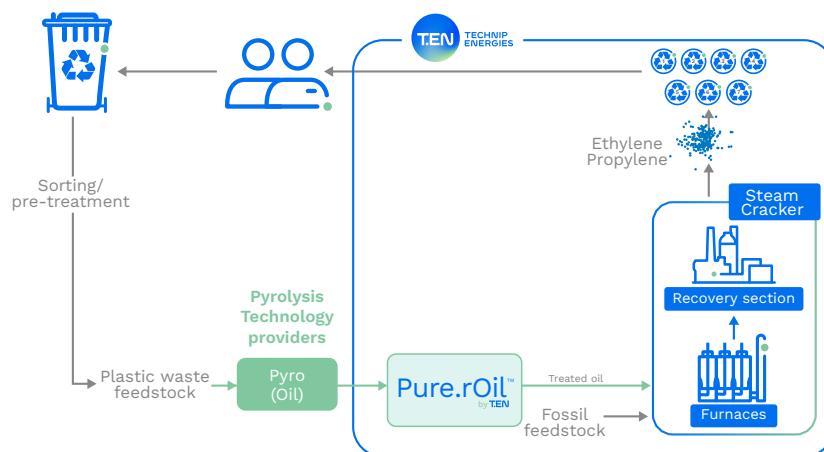 T.EN
TECHNIP
ENERGIES
Ethylene
Propylene
Sorting/
pre-treatment
Steam
Cracker
Recovery section
Pyrolysis
Technology
providers
Plastic waste
feedstock
Pyro
(Oil)
Pure.rOil™
by T.EN
Treated oil
Fossil
feedstock
Furnaces